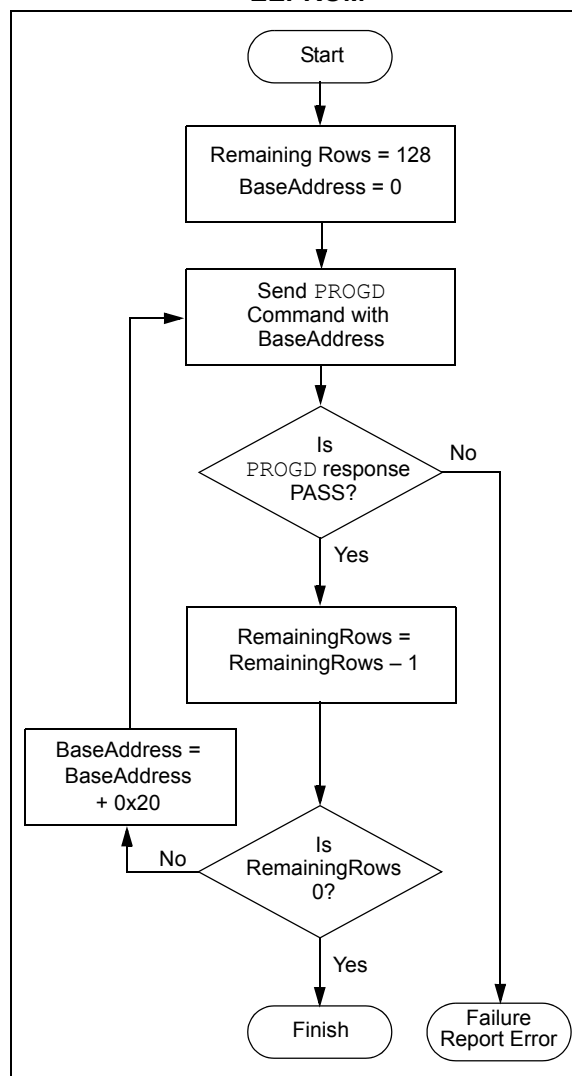 Start
Remaining Rows = 128
BaseAddress = 0
Send PROGD
Command with
BaseAddress
Is
PROGD response
PASS?
No
Yes
RemainingRows =
RemainingRows – 1
BaseAddress =
BaseAddress
+ 0x20
No
Is
RemainingRows
0?
Yes
Finish
Failure
Report Error